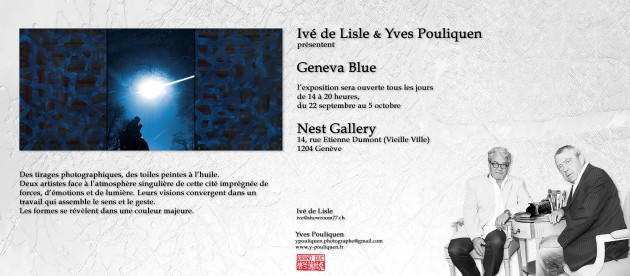 Ivé de Lisle & Yves Pouliquen
présentent
Geneva Blue
l'exposition sera ouverte tous les jours
de 14 à 20 heures,
du 22 septembre au 5 octobre
Nest Gallery
14, rue Etienne Dumont (Vieille Ville)
1204 Genève
Des tirages photographiques, des toiles peintes à l'huile.
Deux artistes face à l'atmosphère singulière de cette cité imprégnée de
forces, d'émotions et de lumière. Leurs visions convergent dans un
travail qui assemble le sens et le geste.
Les formes se révèlent dans une couleur majeure.
Ivé de Lisle
ive@showroom77.ch
Yves Pouliquen
ypouliquen.photographe@gmail.com
www.y-pouliquen.fr